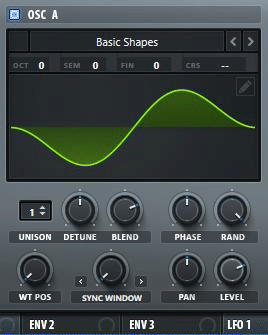 OSC A
Basic Shapes
OCT 0 SEM 0 FIN 0 CRS --
1
UNISON DETUNE BLEND PHASE RAND
WT POS SYNC WINDOW PAN LEVEL
ENV 2 ENV 3 LFO 1